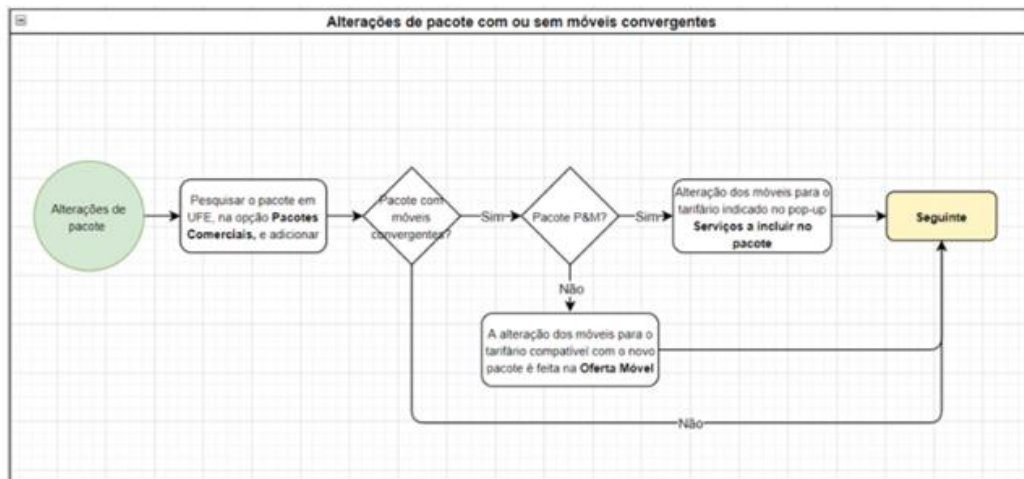 Alterações de pacote com ou sem móveis convergentes
Alterações de
pacote
Pesquisar o pacote em
UFE, na opção Pacotes
Comerciais, e adicionar
Pacote com
móveis
convergentes?
Sim
Pacote P&M?
Sim
Alteração dos móveis para o
tarifário indicado no pop-up
Serviços a incluir no
pacote
Seguinte
Não
A alteração dos móveis para o
tarifário compatível com o novo
pacote é feita na Oferta Móvel
Não